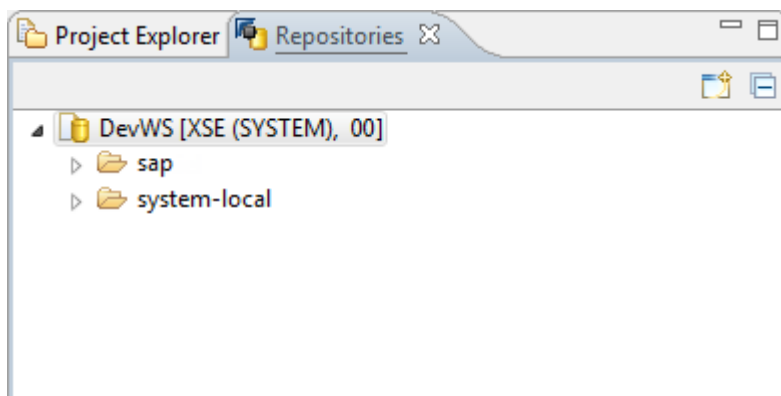 Project Explorer Repositories
DevWS [XSE (SYSTEM), 00]
sap
system-local